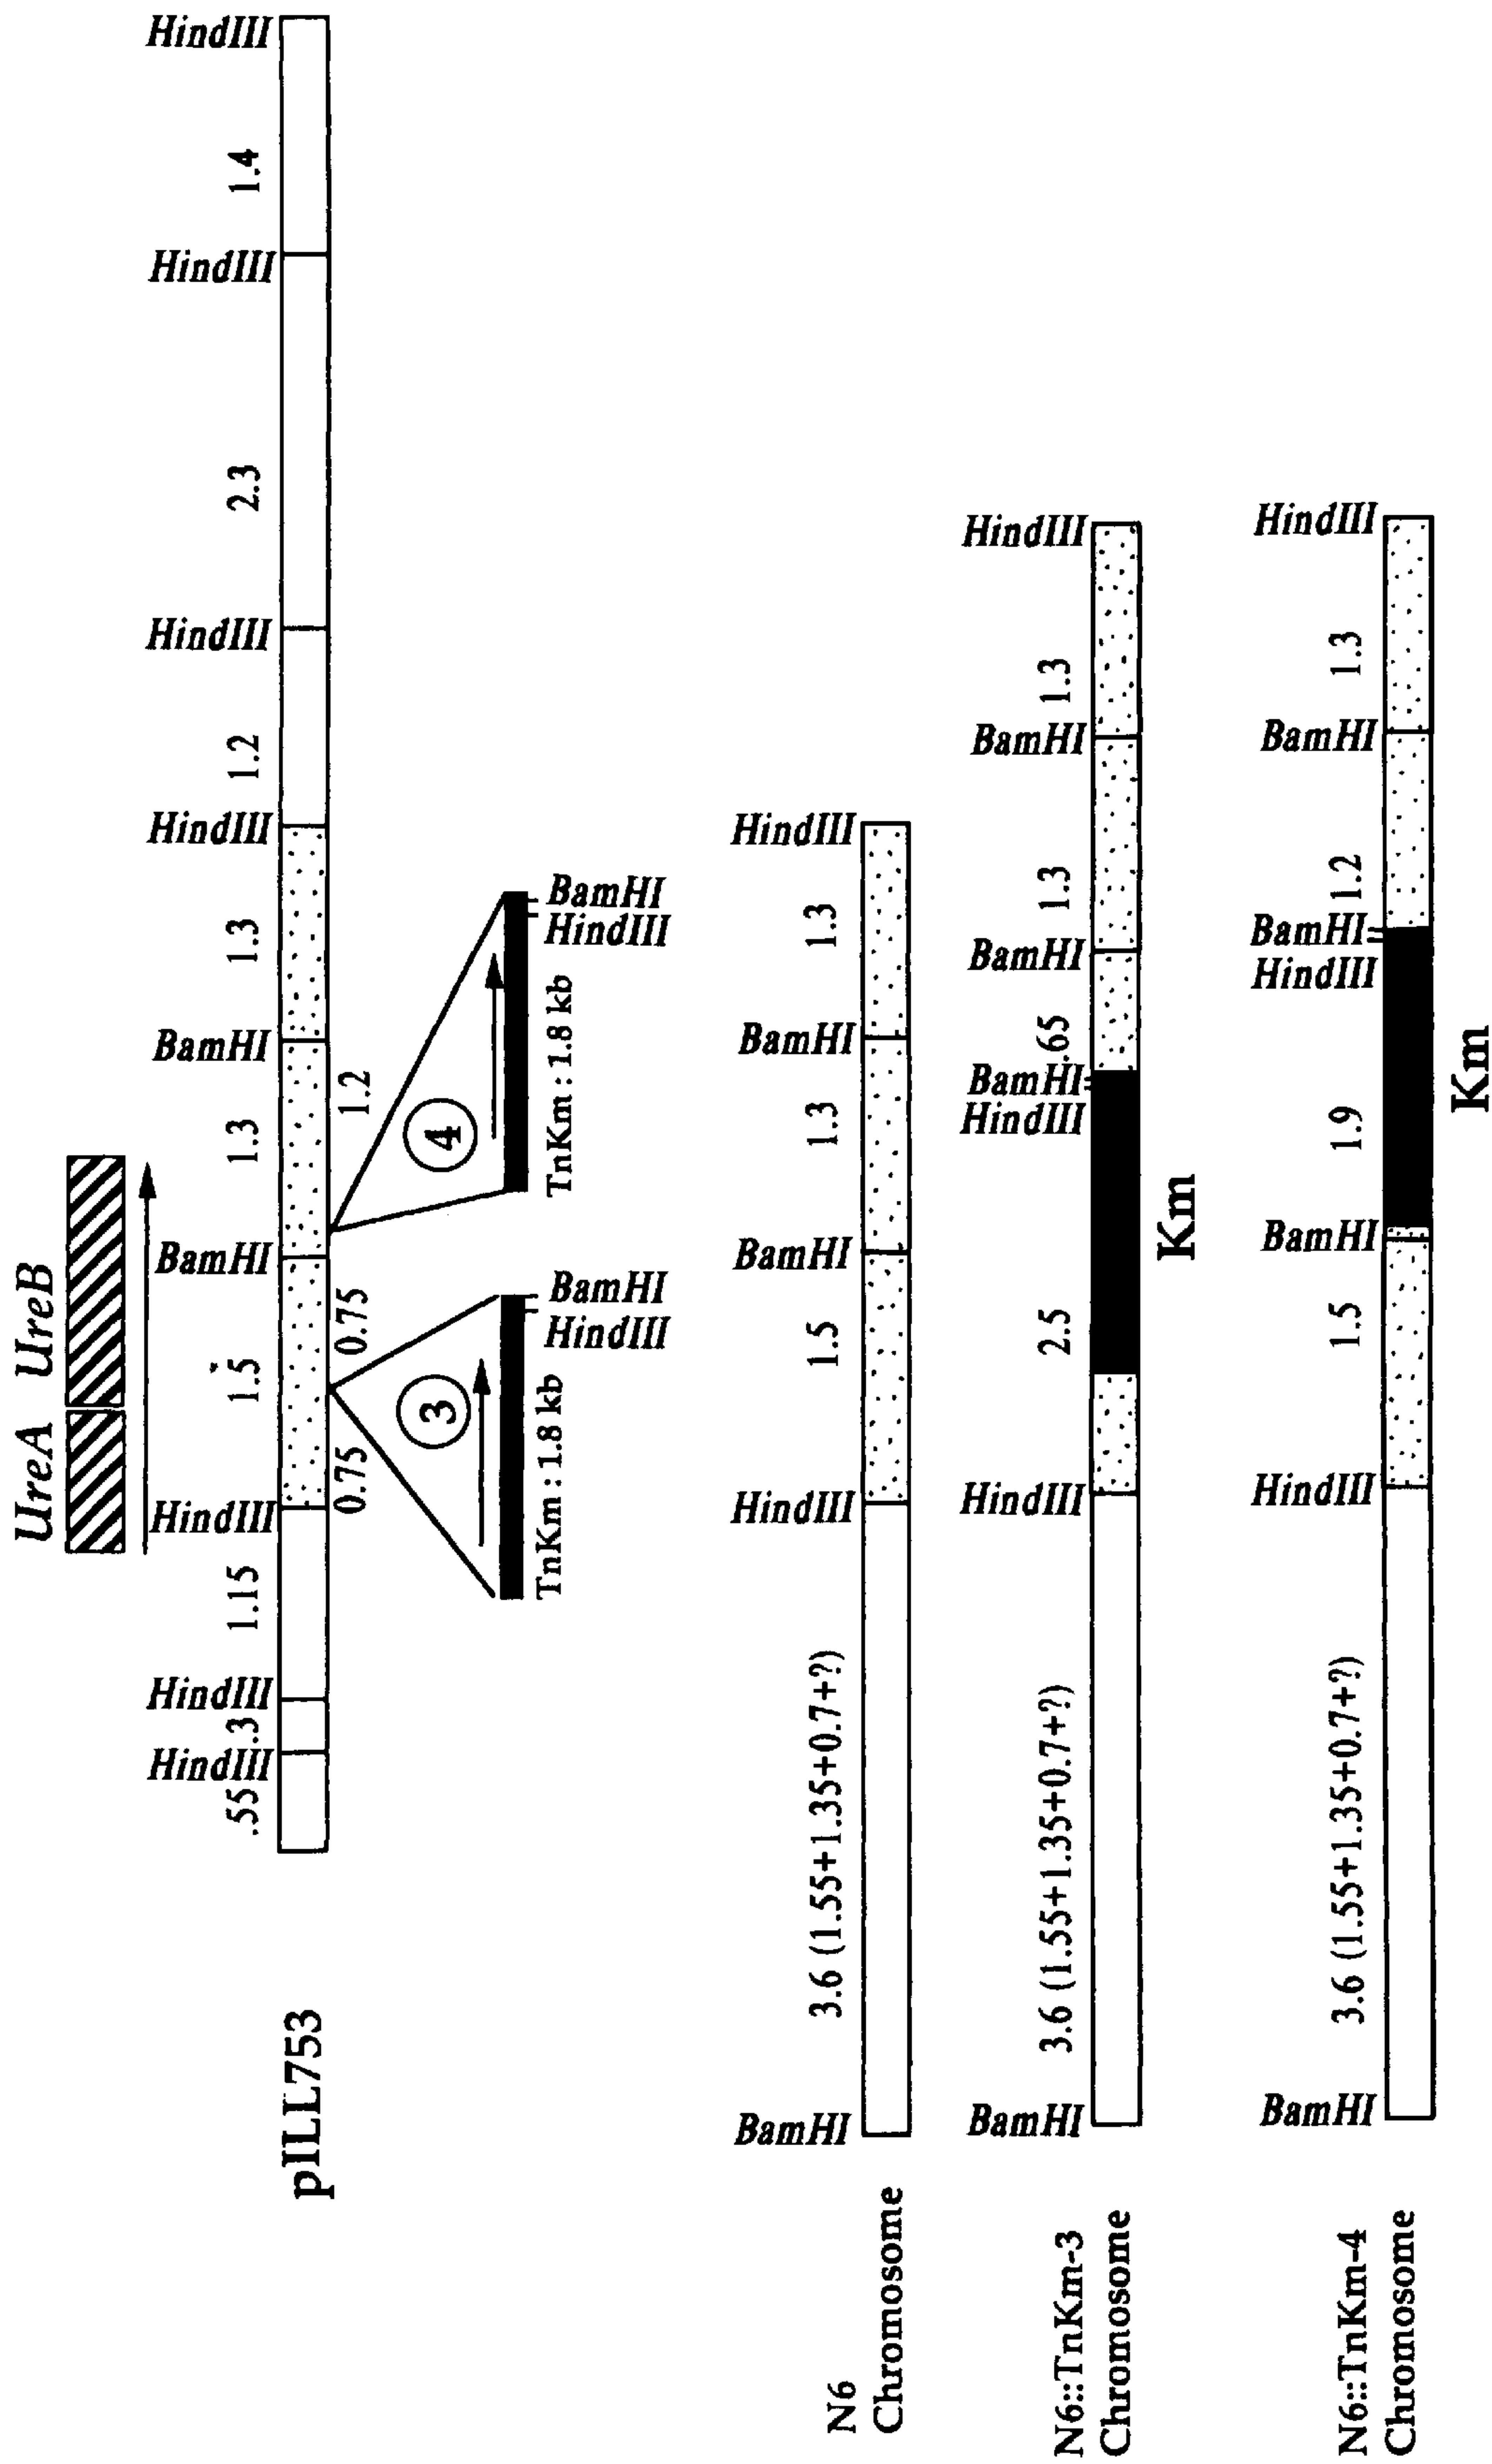 UreA UreB
HindIII HindIII HindIII BamHI BamHI HindIII HindIII HindIII HindIII
.55 .3 1.15 1.5 1.3 1.3 1.2 2.3 1.4
pILL753
0.75 0.75 1.2
3
4
TnKm : 1.8 kb
HindIII
BamHI
TnKm : 1.8 kb
HindIII
BamHI
BamHI HindIII BamHI BamHI HindIII
3.6 (1.55+1.35+0.7+?) 1.5 1.3 1.3
N6
Chromosome
BamHI HindIII HindIII BamHI BamHI BamHI HindIII
3.6 (1.55+1.35+0.7+?) 2.5 .65 1.3 1.3
N6::TnKm-3
Chromosome
Km
BamHI HindIII BamHI HindIII BamHI BamHI HindIII
3.6 (1.55+1.35+0.7+?) 1.5 1.9 1.2 1.3
N6::TnKm-4
Chromosome
Km